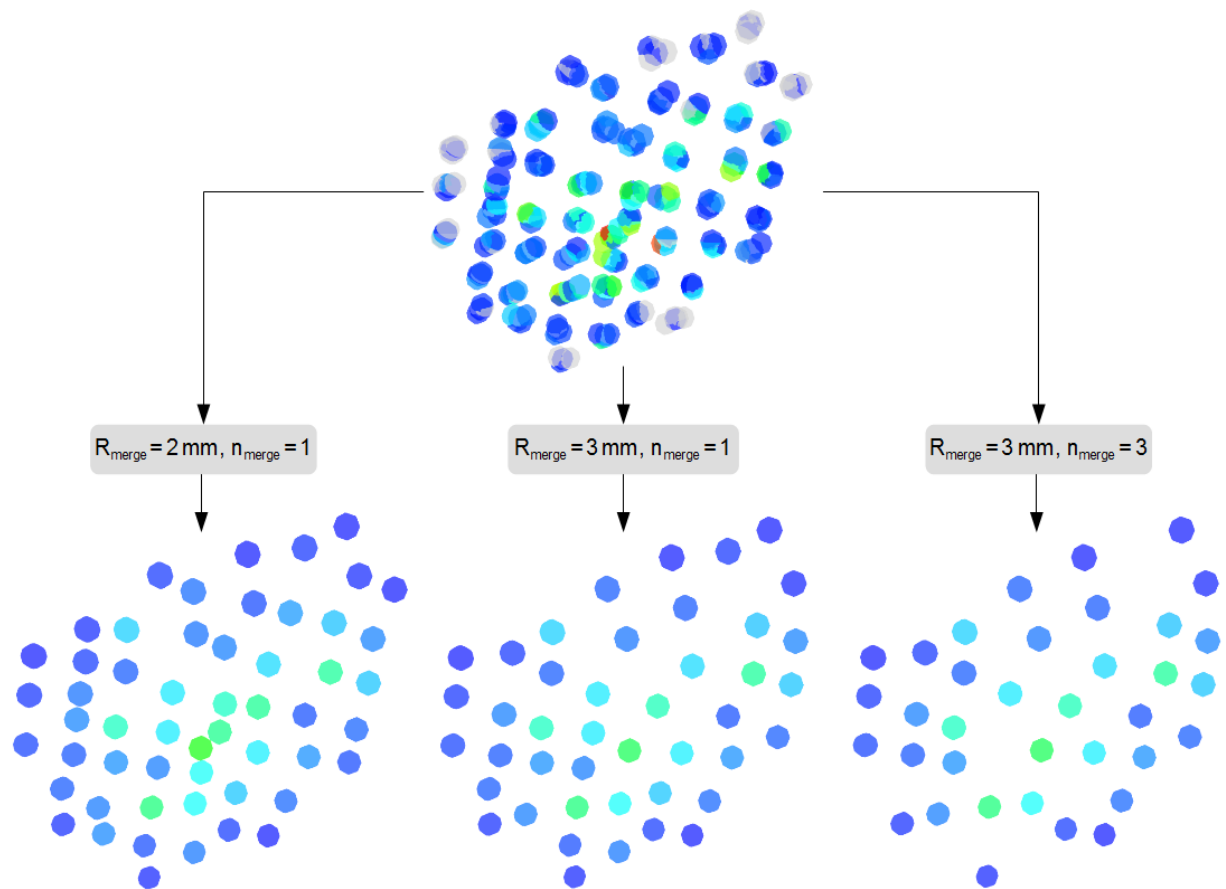 R_merge = 2 mm, n_merge = 1
R_merge = 3 mm, n_merge = 1
R_merge = 3 mm, n_merge = 3